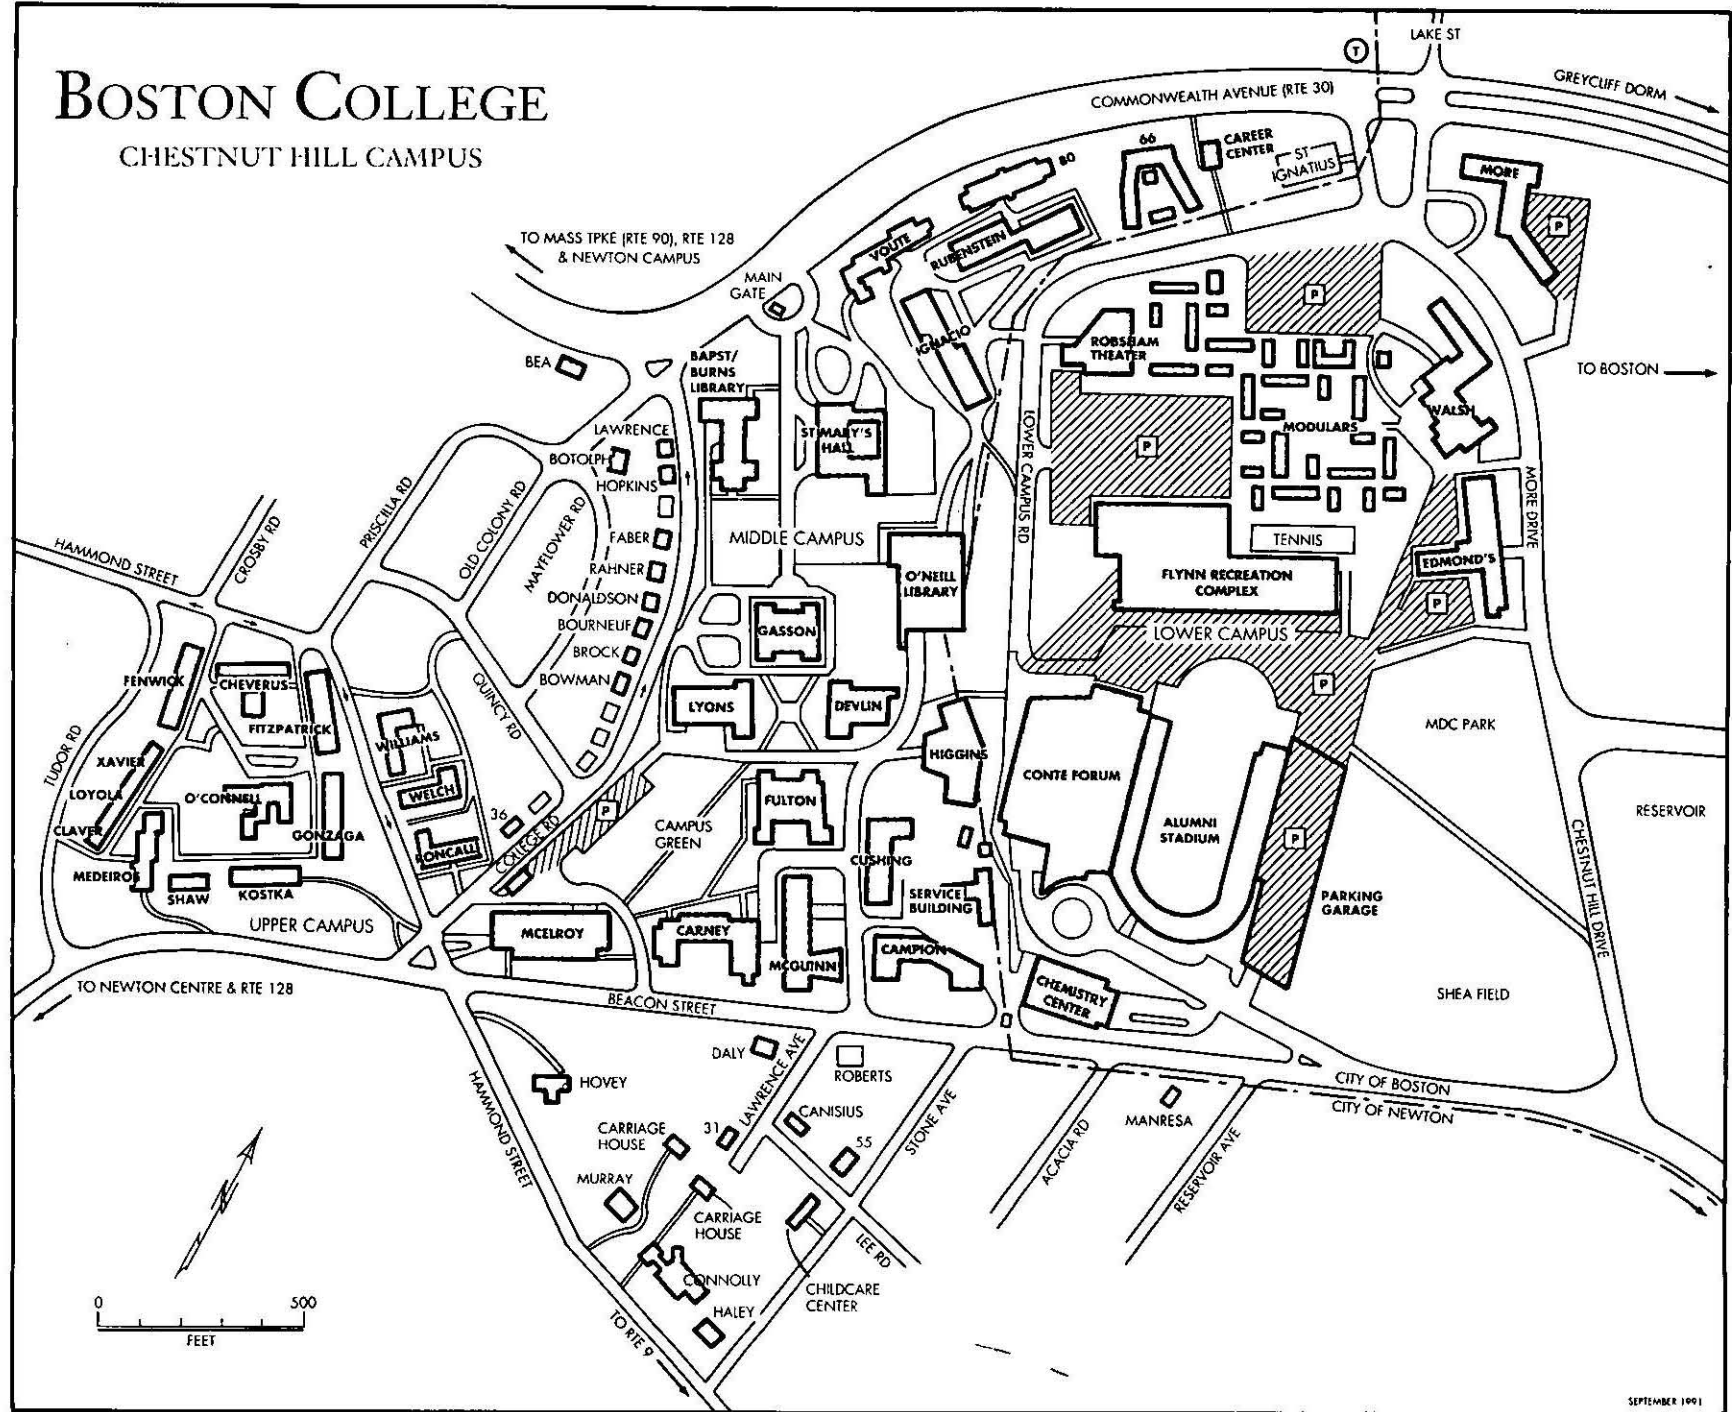 BOSTON COLLEGE
CHESTNUT HILL CAMPUS
T
LAKE ST
GREYCLIFF DORM
COMMONWEALTH AVENUE (RTE 30)
66
CAREER
CENTER
ST
IGNATIUS
80
MORE
P
TO MASS TPKE (RTE 90), RTE 128
& NEWTON CAMPUS
VOUTE
RUBENSTEIN
MAIN
GATE
P
IGNACIO
ROBSHAM
THEATER
BEA
BAPST/
BURNS
LIBRARY
TO BOSTON
LOWER CAMPUS RD
WALSH
MODULARS
P
LAWRENCE
BOTOLPH
HOPKINS
ST MARY'S
HALL
MORE DRIVE
PRISCILLA RD
OLD COLONY RD
MAYFLOWER RD
CROSBY RD
HAMMOND STREET
FABER
RAHNER
DONALDSON
BOURNEUF
BROCK
BOWMAN
MIDDLE CAMPUS
O'NEILL
LIBRARY
TENNIS
FLYNN RECREATION
COMPLEX
EDMOND'S
P
GASSON
LOWER CAMPUS
FENWICK
CHEVERUS
FITZPATRICK
QUINCY RD
LYONS
DEVLIN
P
MDC PARK
TUDOR RD
WILLIAMS
HIGGINS
CONTE FORUM
XAVIER
LOYOLA
CLAVER
O'CONNELL
WELCH
36
P
FULTON
GONZAGA
RONCALLI
COLLEGE RD
CAMPUS
GREEN
ALUMNI
STADIUM
P
RESERVOIR
CHESTNUT HILL DRIVE
CUSHING
MEDEIROS
SHAW
KOSTKA
SERVICE
BUILDING
PARKING
GARAGE
UPPER CAMPUS
MCELROY
CARNEY
MCGUINN
CAMPION
TO NEWTON CENTRE & RTE 128
BEACON STREET
CHEMISTRY
CENTER
SHEA FIELD
HAMMOND STREET
DALY
LAWRENCE AVE
ROBERTS
HOVEY
CITY OF BOSTON
CITY OF NEWTON
MANRESA
CANISIUS
CARRIAGE
HOUSE
31
55
STONE AVE
ACACIA RD
RESERVOIR AVE
MURRAY
CARRIAGE
HOUSE
LEE RD
CONNOLLY
CHILDCARE
CENTER
HALEY
TO RTE 9
0
500
FEET
SEPTEMBER 1991